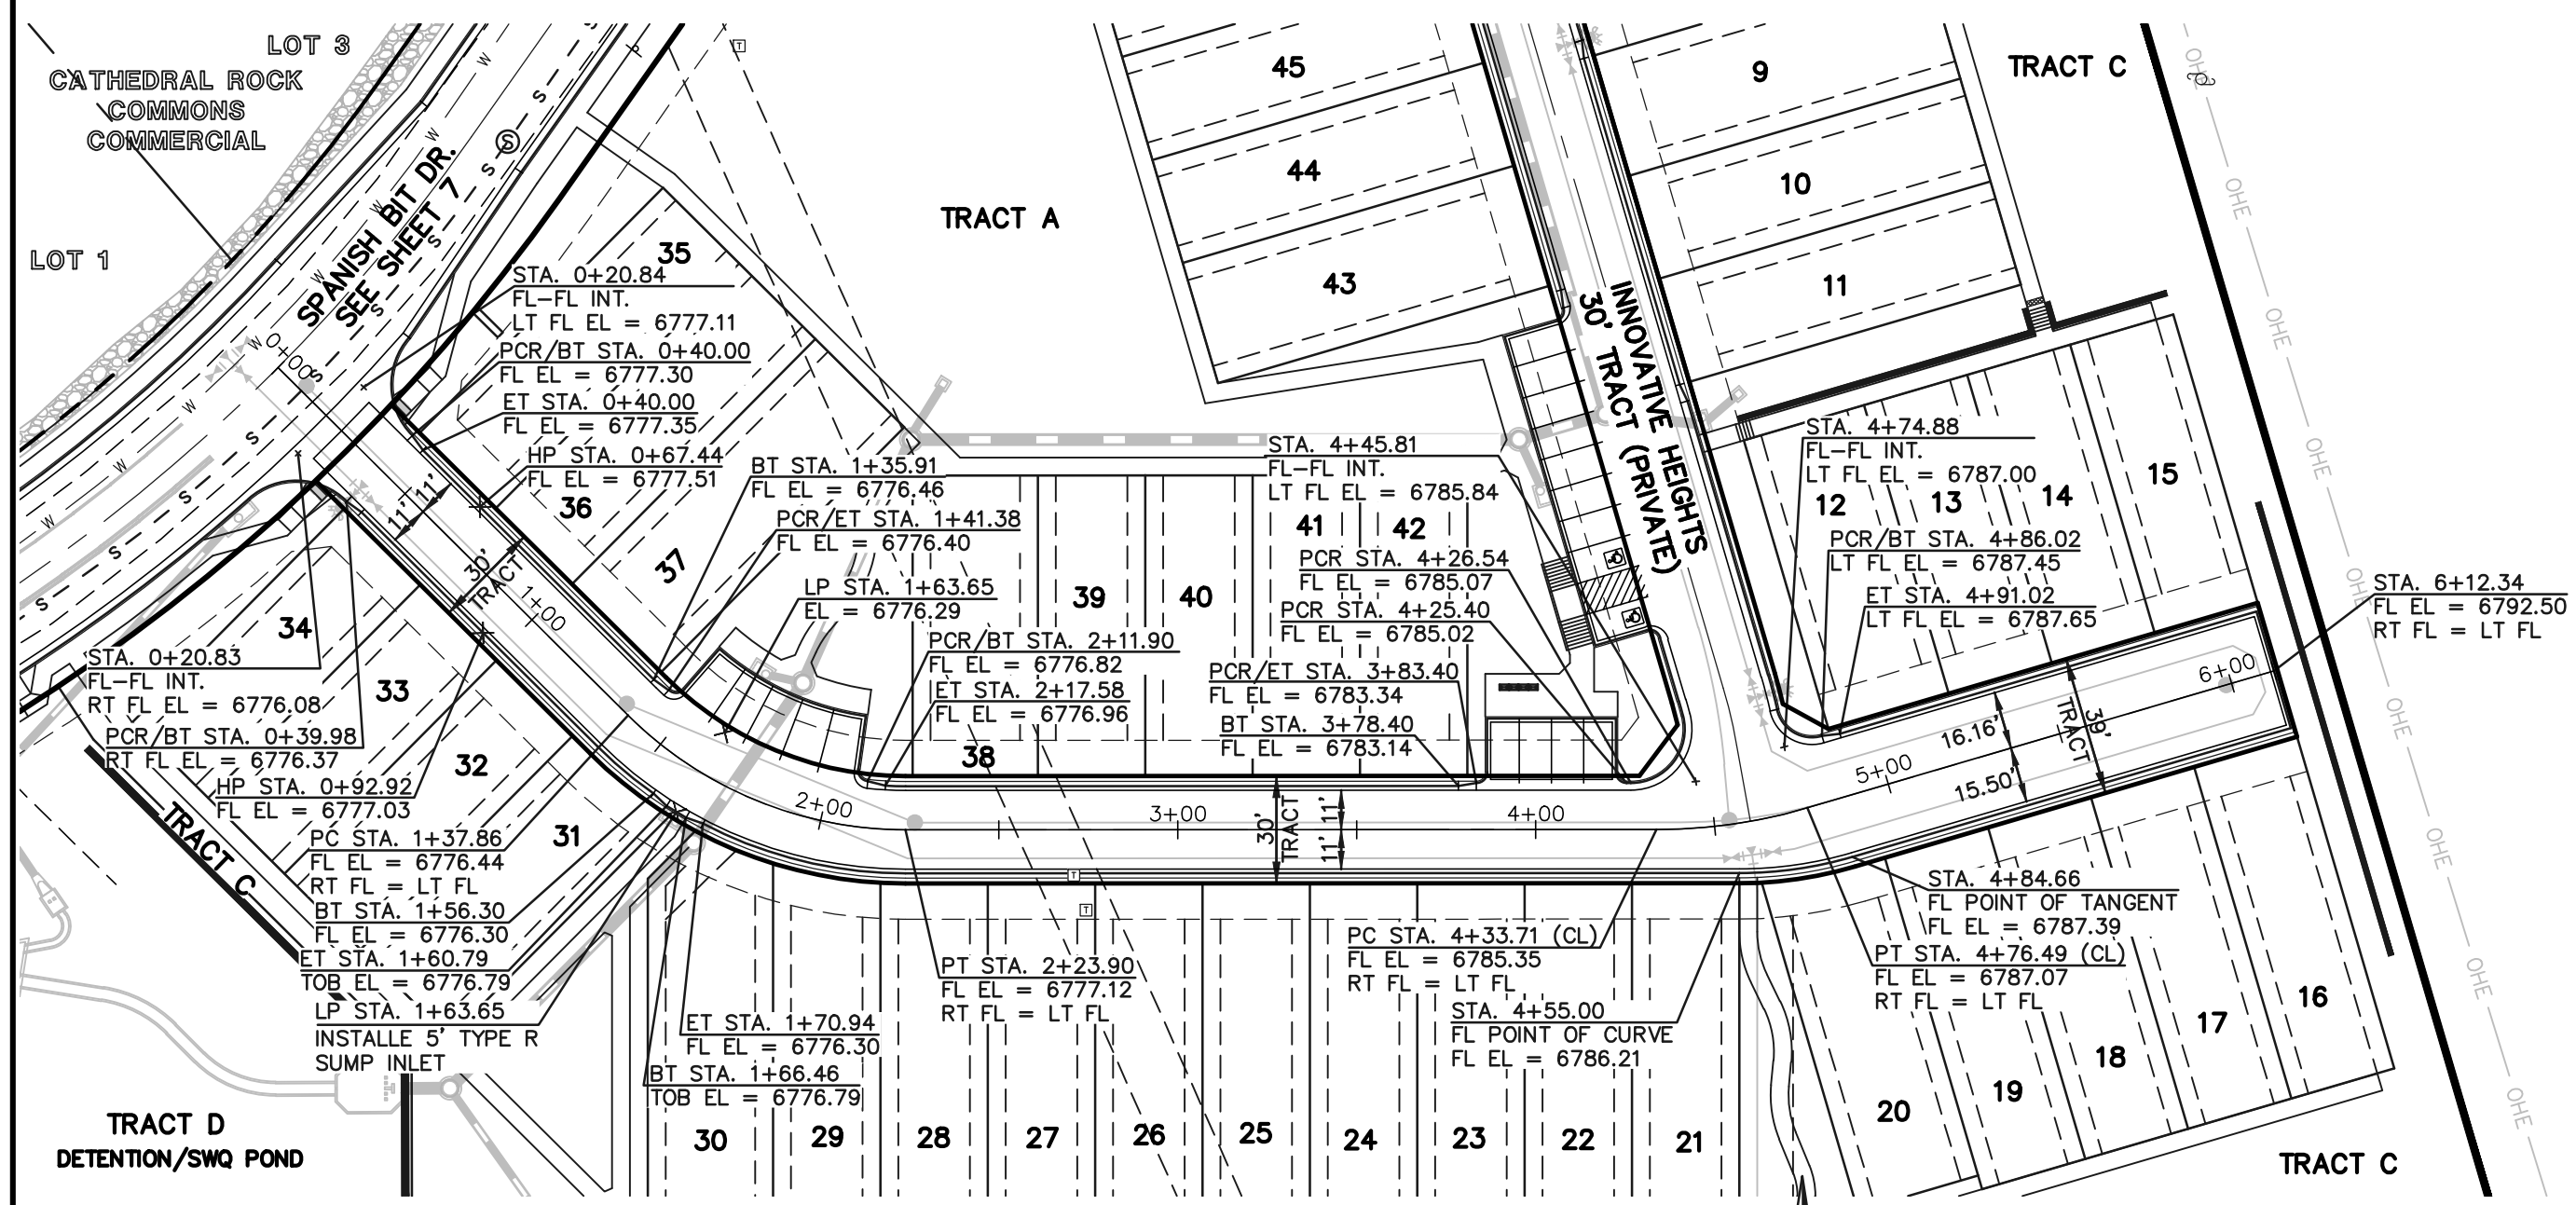 LOT 3
CATHEDRAL ROCK
COMMONS
COMMERCIAL
LOT 1
SPANISH BIT DR.
SEE SHEET 7
TRACT A
TRACT C
45
44
43
9
10
11
35
36
37
STA. 0+20.84
FL-FL INT.
LT FL EL = 6777.11
PCR/BT STA. 0+40.00
FL EL = 6777.30
ET STA. 0+40.00
FL EL = 6777.35
HP STA. 0+67.44
FL EL = 6777.51
BT STA. 1+35.91
FL EL = 6776.46
PCR/ET STA. 1+41.38
FL EL = 6776.40
LP STA. 1+63.65
EL = 6776.29
PCR/BT STA. 2+11.90
FL EL = 6776.82
ET STA. 2+17.58
FL EL = 6776.96
38
39
40
41
42
STA. 4+45.81
FL-FL INT.
LT FL EL = 6785.84
PCR STA. 4+26.54
FL EL = 6785.07
PCR STA. 4+25.40
FL EL = 6785.02
PCR/ET STA. 3+83.40
FL EL = 6783.34
BT STA. 3+78.40
FL EL = 6783.14
INNOVATIVE HEIGHTS
30' TRACT (PRIVATE)
STA. 4+74.88
FL-FL INT.
LT FL EL = 6787.00
12
13
14
15
PCR/BT STA. 4+86.02
LT FL EL = 6787.45
ET STA. 4+91.02
LT FL EL = 6787.65
STA. 6+12.34
FL EL = 6792.50
RT FL = LT FL
0+00
1+00
2+00
3+00
4+00
5+00
6+00
11' 11'
30'
TRACT
30'
TRACT
11' 11'
16.16'
15.50'
39'
TRACT
34
33
32
31
STA. 0+20.83
FL-FL INT.
RT FL EL = 6776.08
PCR/BT STA. 0+39.98
RT FL EL = 6776.37
HP STA. 0+92.92
FL EL = 6777.03
PC STA. 1+37.86
FL EL = 6776.44
RT FL = LT FL
BT STA. 1+56.30
FL EL = 6776.30
ET STA. 1+60.79
TOB EL = 6776.79
LP STA. 1+63.65
INSTALLE 5' TYPE R
SUMP INLET
TRACT C
ET STA. 1+70.94
FL EL = 6776.30
BT STA. 1+66.46
TOB EL = 6776.79
PT STA. 2+23.90
FL EL = 6777.12
RT FL = LT FL
PC STA. 4+33.71 (CL)
FL EL = 6785.35
RT FL = LT FL
STA. 4+55.00
FL POINT OF CURVE
FL EL = 6786.21
STA. 4+84.66
FL POINT OF TANGENT
FL EL = 6787.39
PT STA. 4+76.49 (CL)
FL EL = 6787.07
RT FL = LT FL
TRACT D
DETENTION/SWQ POND
30
29
28
27
26
25
24
23
22
21
20
19
18
17
16
TRACT C
OHE
OHE
OHE
OHE
OHE
OHE
OHE
OHE
OHE
W
W
W
W
W
W
W
W
S
S
S
S
S
S
S
S
S
S
S
P
T
T
T